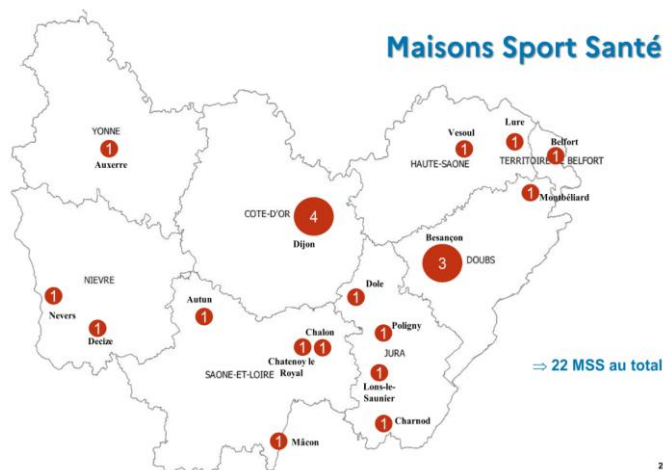 Maisons Sport Santé
YONNE
1
Auxerre
Vesoul
1
HAUTE-SAONE
Lure
1
TERRITOIRE DE BELFORT
Belfort
1
1
Montbéliard
COTE-D'OR
4
Dijon
Besançon
3
DOUBS
NIEVRE
1
Nevers
1
Decize
Autun
1
Dole
1
Poligny
1
JURA
Chalon
1
1
Chatenoy le
Royal
SAONE-ET-LOIRE
1
Lons-le-
Saunier
1
Charnod
1
Mâcon
⇒ 22 MSS au total
2